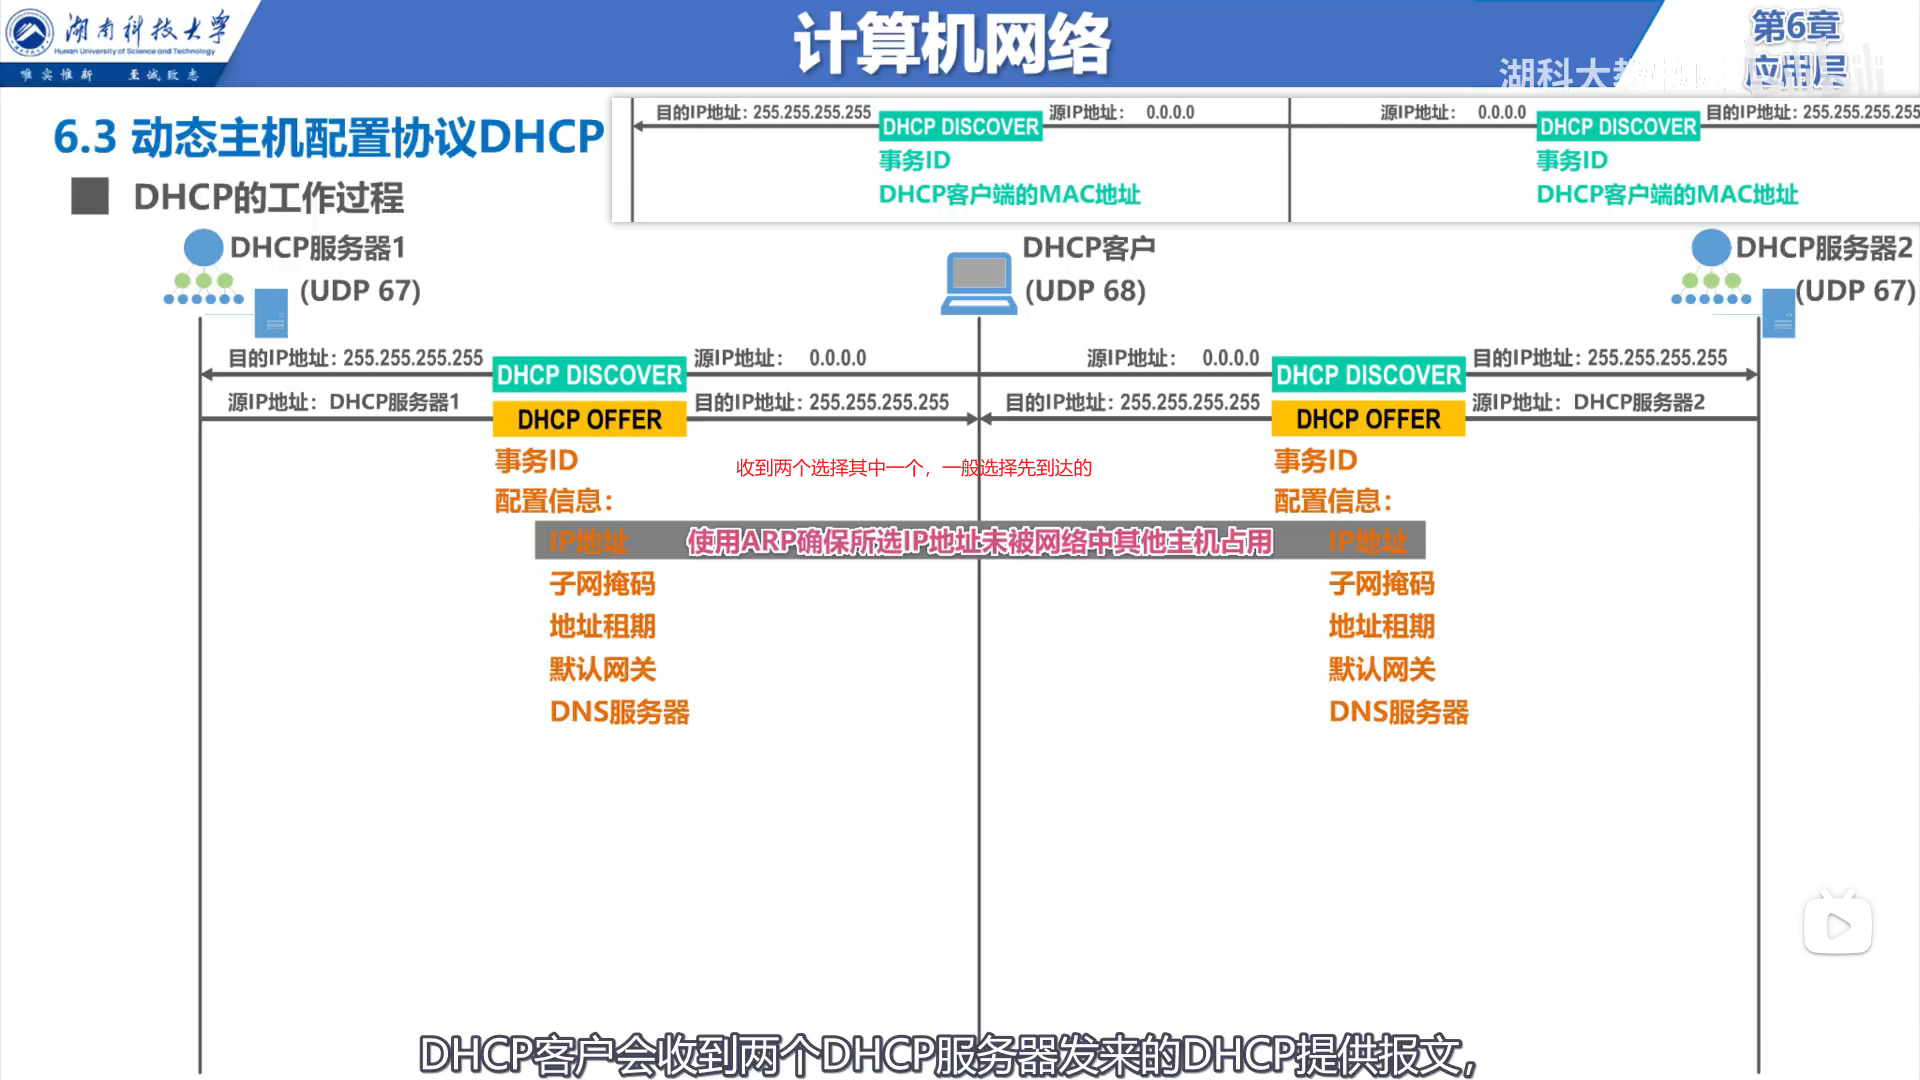 湖南科技大学
Hunan University of Science and Technology
唯实惟新 至诚致志
计算机网络
第6章
应用层
湖科大教
6.3 动态主机配置协议DHCP
DHCP的工作过程
目的IP地址: 255.255.255.255 DHCP DISCOVER 源IP地址: 0.0.0.0 源IP地址: 0.0.0.0 DHCP DISCOVER 目的IP地址: 255.255.255.255
事务ID 事务ID
DHCP客户端的MAC地址 DHCP客户端的MAC地址
DHCP服务器1 DHCP客户 DHCP服务器2
(UDP 67) (UDP 68) (UDP 67)
目的IP地址: 255.255.255.255 DHCP DISCOVER 源IP地址: 0.0.0.0 源IP地址: 0.0.0.0 DHCP DISCOVER 目的IP地址: 255.255.255.255
源IP地址: DHCP服务器1 DHCP OFFER 目的IP地址: 255.255.255.255 目的IP地址: 255.255.255.255 DHCP OFFER 源IP地址: DHCP服务器2
事务ID 收到两个选择其中一个，一般选择先到达的 事务ID
配置信息: 配置信息:
IP地址 使用ARP确保所选IP地址未被网络中其他主机占用 IP地址
子网掩码 子网掩码
地址租期 地址租期
默认网关 默认网关
DNS服务器 DNS服务器
DHCP客户会收到两个DHCP服务器发来的DHCP提供报文，